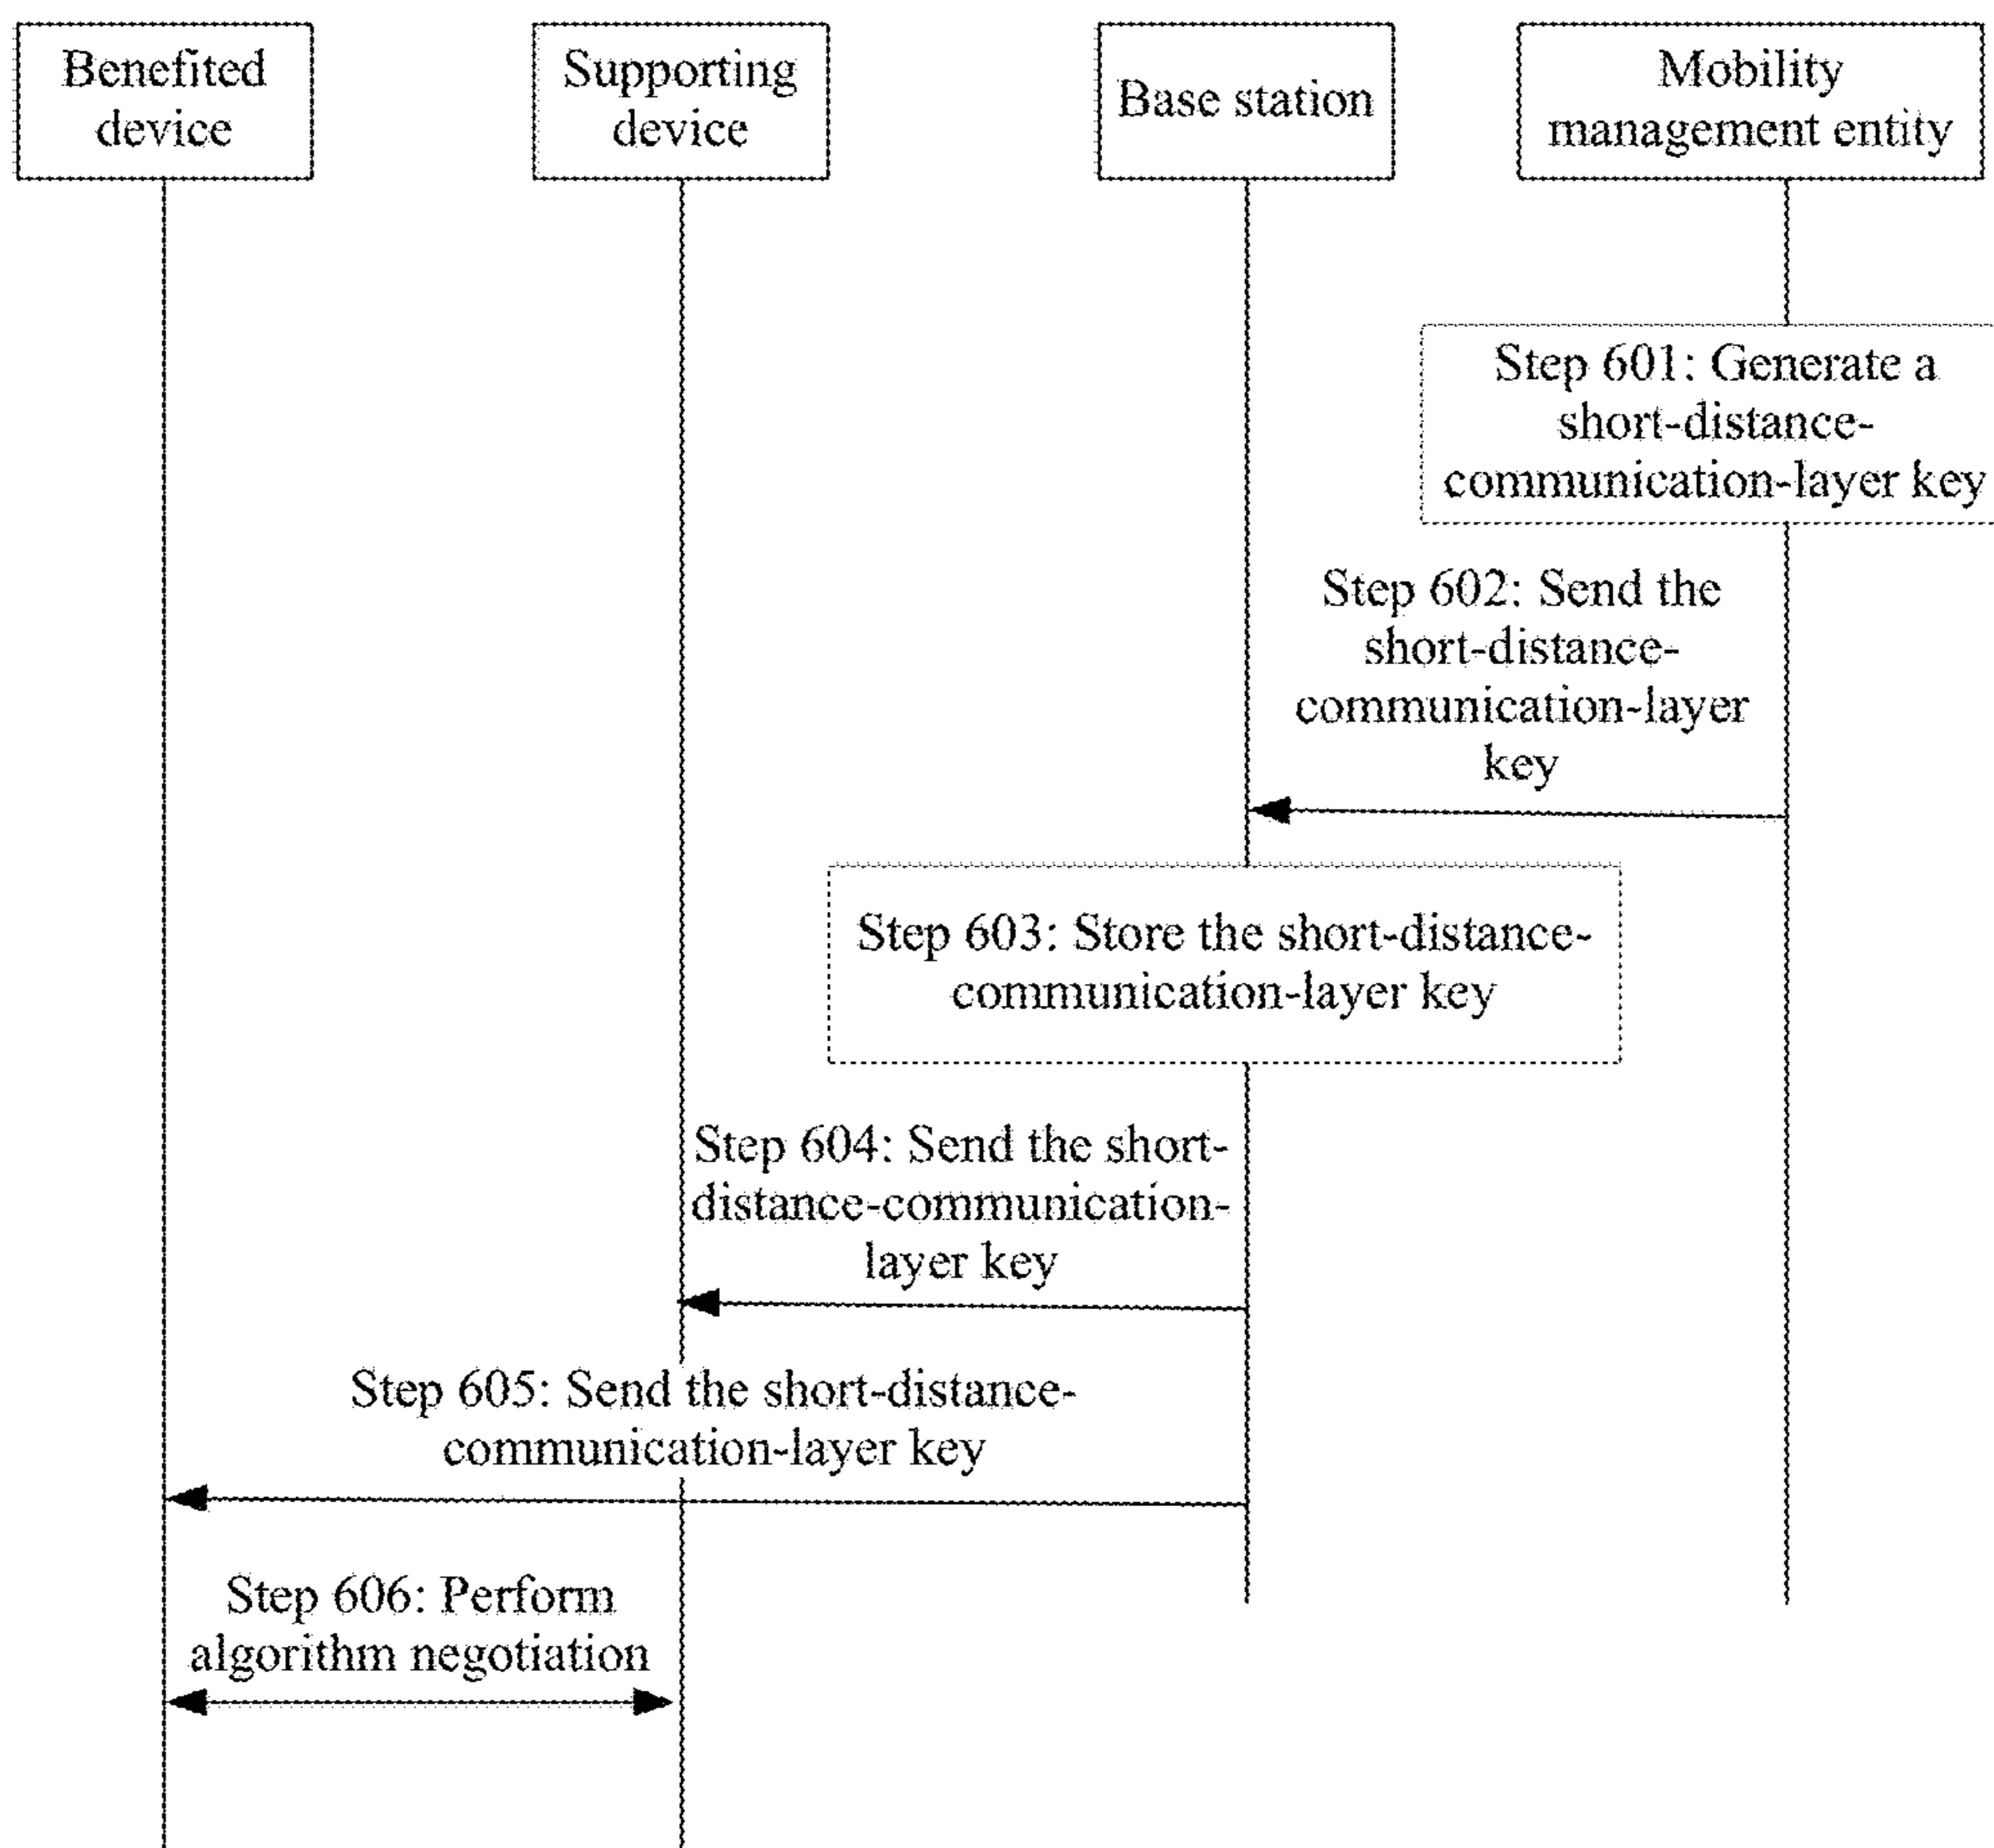 Benefited
device
Supporting
device
Base station
Mobility
management entity
Step 601: Generate a
short-distance-
communication-layer key
Step 602: Send the
short-distance-
communication-layer
key
Step 603: Store the short-distance-
communication-layer key
Step 604: Send the short-
distance-communication-
layer key
Step 605: Send the short-distance-
communication-layer key
Step 606: Perform
algorithm negotiation